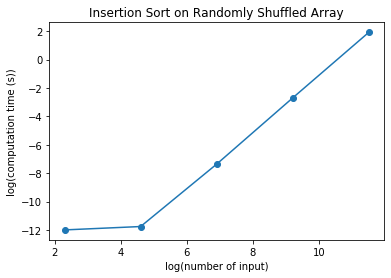 Insertion Sort on Randomly Shuffled Array
2
0
−2
−4
−6
−8
−10
−12
log(computation time (s))
2 4 6 8 10
log(number of input)